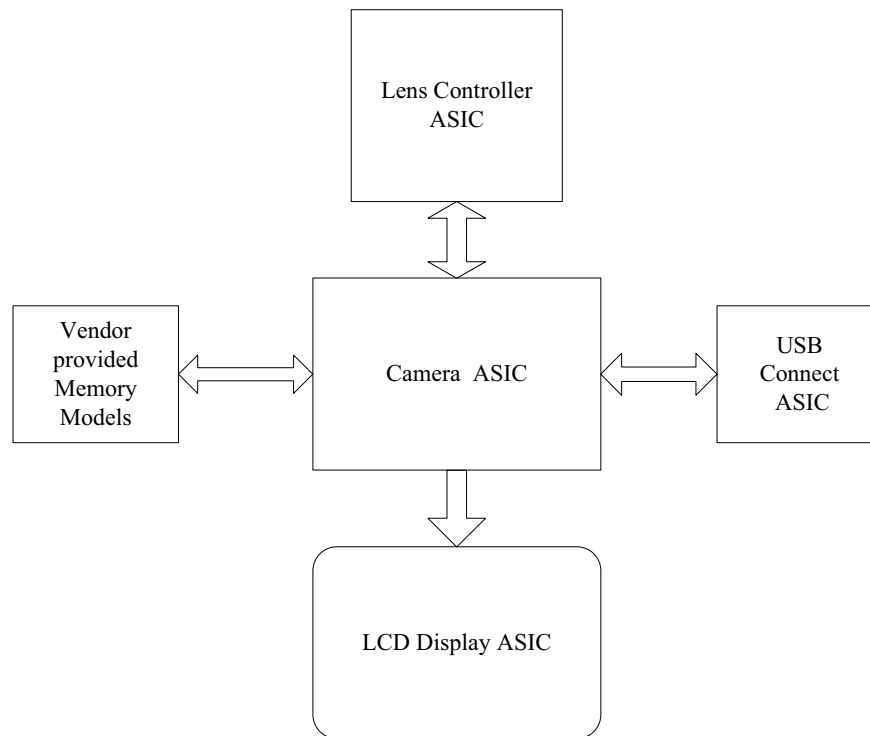 Lens Controller
ASIC
Vendor
provided
Memory
Models
Camera ASIC
USB
Connect
ASIC
LCD Display ASIC